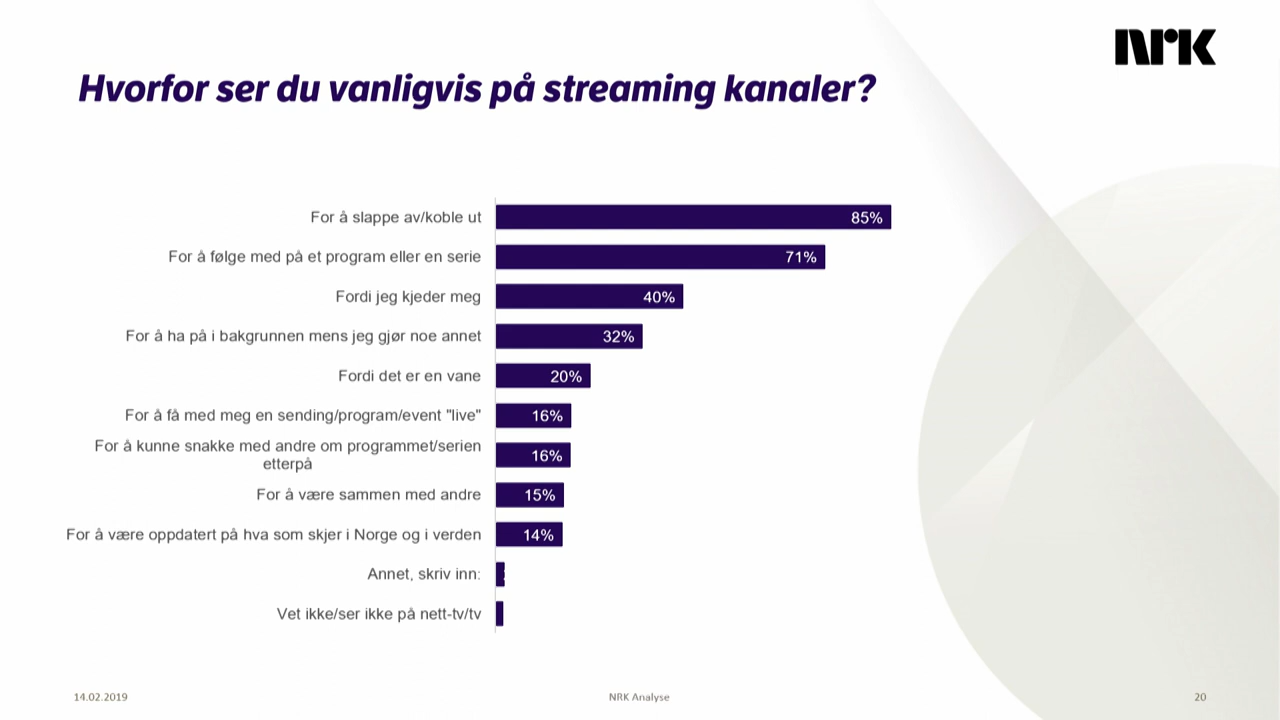 NRK
Hvorfor ser du vanligvis på streaming kanaler?
For å slappe av/koble ut 85%
For å følge med på et program eller en serie 71%
Fordi jeg kjeder meg 40%
For å ha på i bakgrunnen mens jeg gjør noe annet 32%
Fordi det er en vane 20%
For å få med meg en sending/program/event "live" 16%
For å kunne snakke med andre om programmet/serien
etterpå 16%
For å være sammen med andre 15%
For å være oppdatert på hva som skjer i Norge og i verden 14%
Annet, skriv inn:
Vet ikke/ser ikke på nett-tv/tv
14.02.2019 NRK Analyse 20